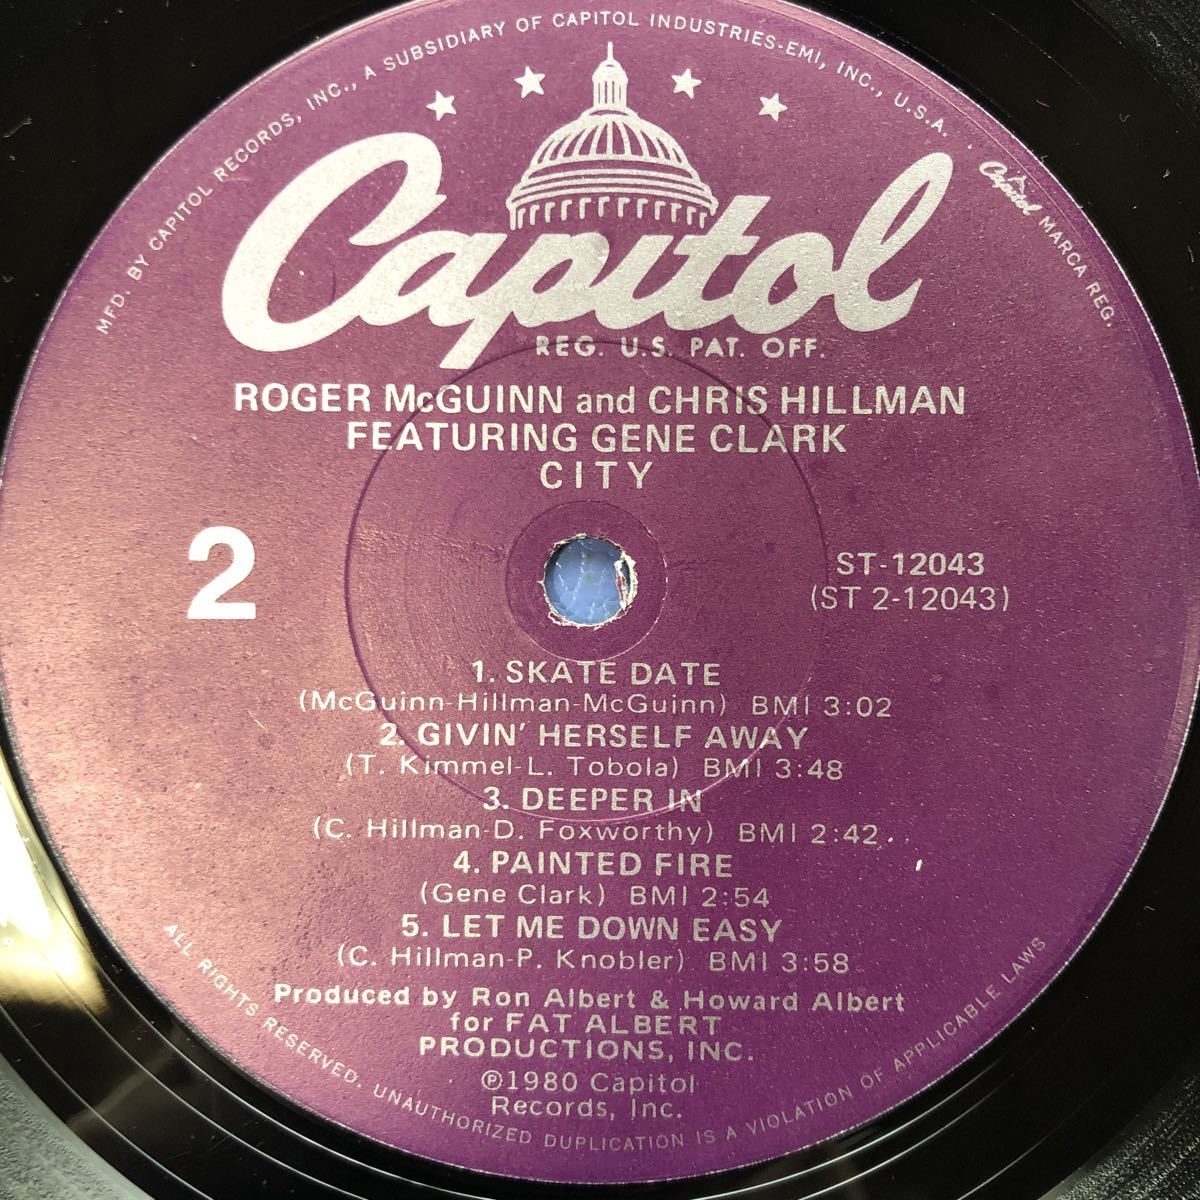 MFD. BY CAPITOL RECORDS, INC., A SUBSIDIARY OF CAPITOL INDUSTRIES-EMI, INC., U.S.A. . Capitol MARCA REG.
Capitol
REG. U.S. PAT. OFF.
ROGER McGUINN and CHRIS HILLMAN
FEATURING GENE CLARK
CITY
2
ST-12043
(ST 2-12043)
1. SKATE DATE
(McGuinn-Hillman-McGuinn) BMI 3:02
2. GIVIN' HERSELF AWAY
(T. Kimmel-L. Tobola) BMI 3:48
3. DEEPER IN
(C. Hillman-D. Foxworthy) BMI 2:42
4. PAINTED FIRE
(Gene Clark) BMI 2:54
5. LET ME DOWN EASY
(C. Hillman-P. Knobler) BMI 3:58
Produced by Ron Albert & Howard Albert
for FAT ALBERT
PRODUCTIONS, INC.
℗1980 Capitol
Records, Inc.
ALL RIGHTS RESERVED. UNAUTHORIZED DUPLICATION IS A VIOLATION OF APPLICABLE LAWS